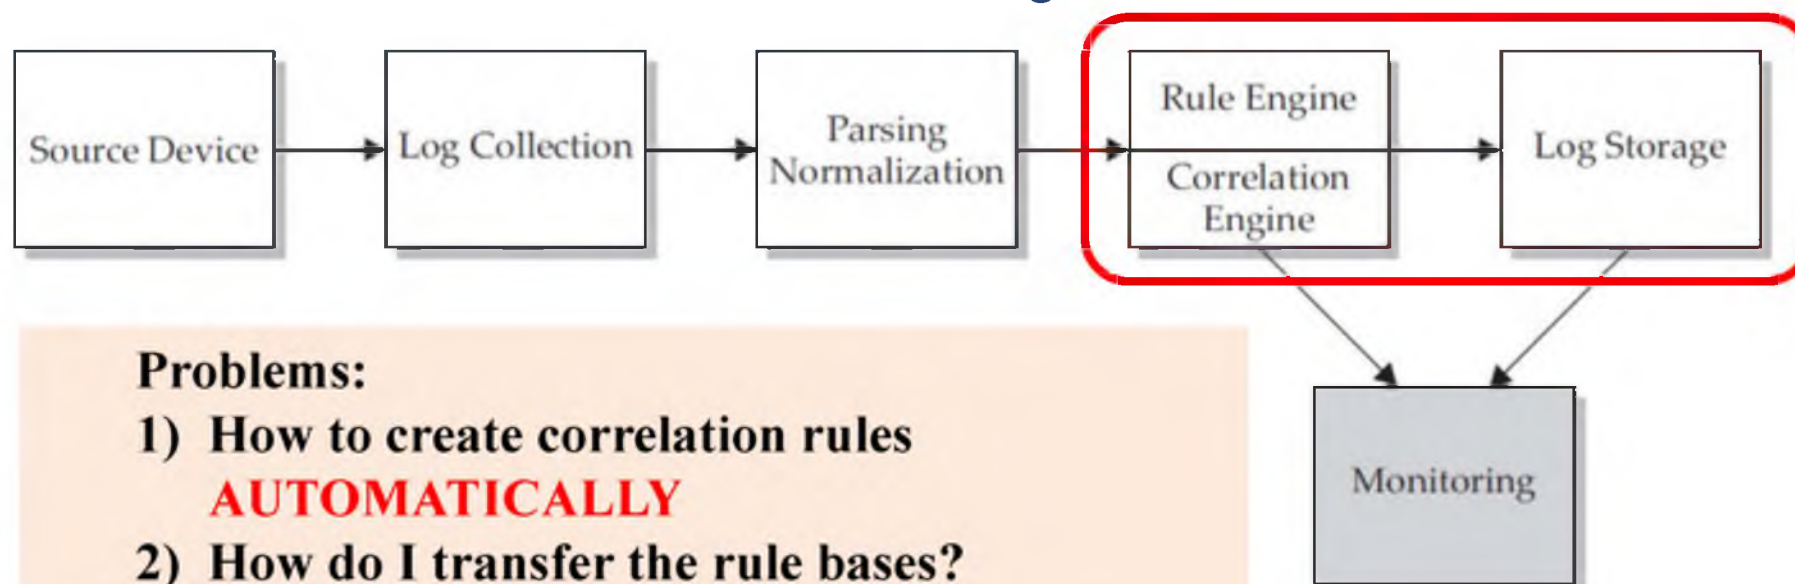 Source Device
Log Collection
Parsing
Normalization
Rule Engine
Correlation
Engine
Log Storage
Monitoring
Problems:
1) How to create correlation rules
AUTOMATICALLY
2) How do I transfer the rule bases?